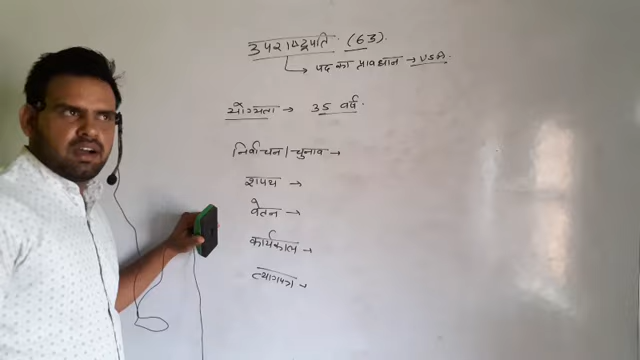 उपराष्ट्रपति (63).
पद का प्रावधान → USA.
योग्यता → 35 वर्ष.
निर्वाचन/चुनाव →
शपथ →
वेतन →
कार्यकाल →
त्यागपत्र →